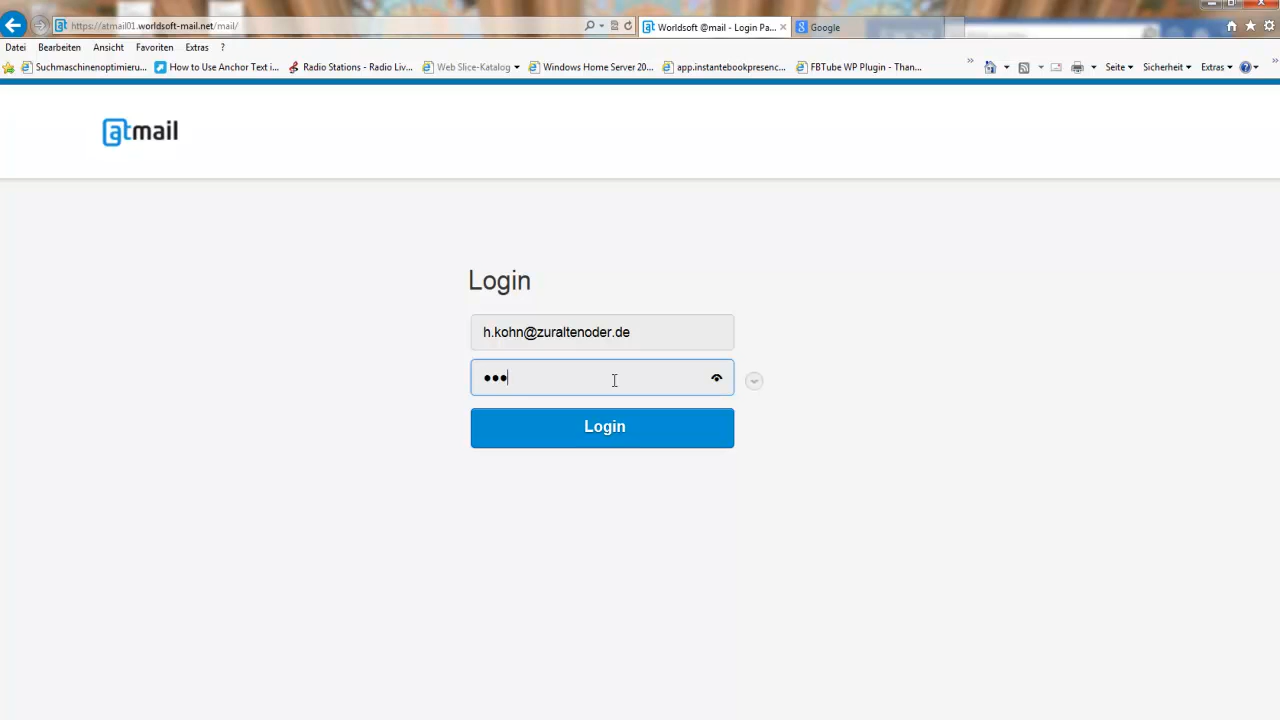 https://atmail01.worldsoft-mail.net/mail/
Worldsoft @mail - Login Pa...
Google
Datei Bearbeiten Ansicht Favoriten Extras ?
Suchmaschinenoptimieru... How to Use Anchor Text i... Radio Stations - Radio Liv... Web Slice-Katalog Windows Home Server 20... app.instantebookpresenc... FBTube WP Plugin - Than... Seite Sicherheit Extras
@mail
Login
h.kohn@zuraltenoder.de
Login